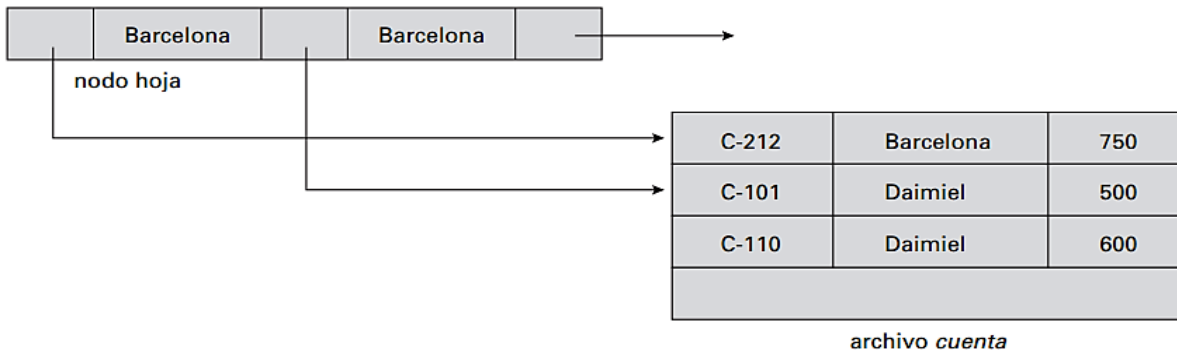 Barcelona Barcelona
nodo hoja
C-212 Barcelona 750
C-101 Daimiel 500
C-110 Daimiel 600
archivo cuenta